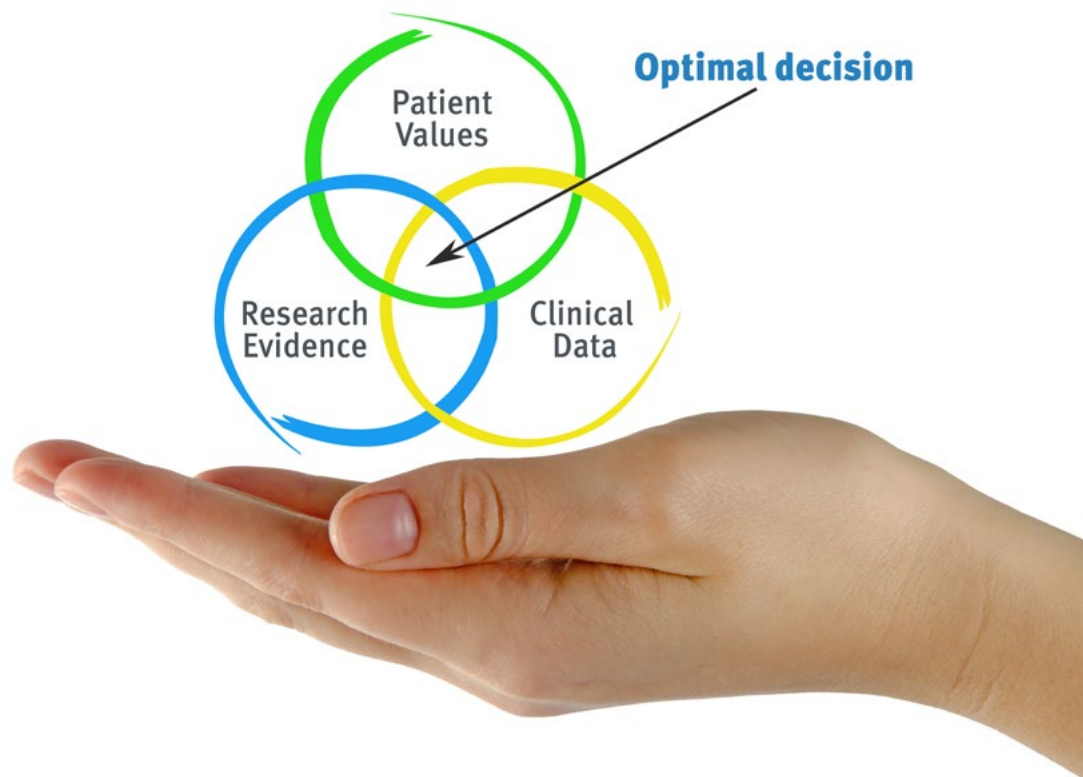 Optimal decision
Patient
Values
Research
Evidence
Clinical
Data